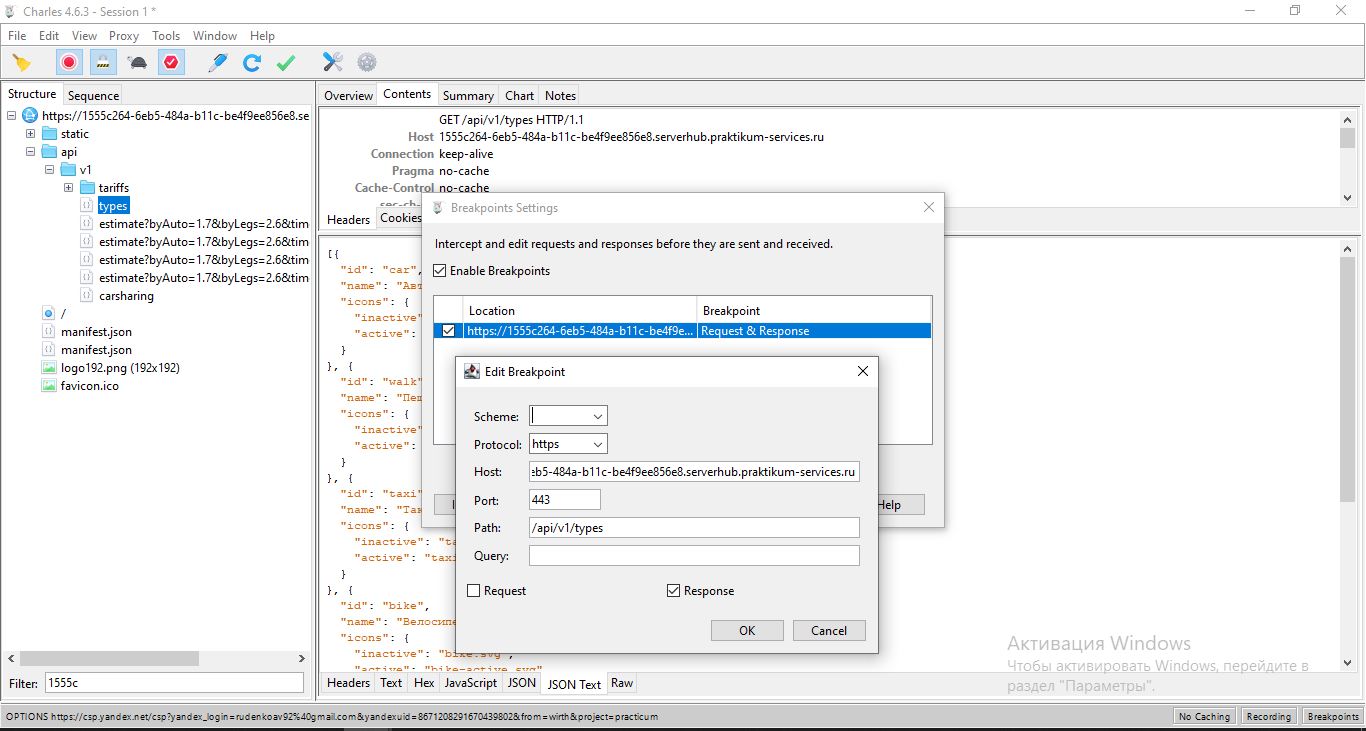 Charles 4.6.3 - Session 1 *
File Edit View Proxy Tools Window Help
Structure Sequence
https://1555c264-6eb5-484a-b11c-be4f9ee856e8.se
static
api
v1
tariffs
types
estimate?byAuto=1.7&byLegs=2.6&tim
estimate?byAuto=1.7&byLegs=2.6&tim
estimate?byAuto=1.7&byLegs=2.6&tim
estimate?byAuto=1.7&byLegs=2.6&tim
carsharing
/
manifest.json
manifest.json
logo192.png (192x192)
favicon.ico
Filter: 1555c
Overview Contents Summary Chart Notes
GET /api/v1/types HTTP/1.1
Host 1555c264-6eb5-484a-b11c-be4f9ee856e8.serverhub.praktikum-services.ru
Connection keep-alive
Pragma no-cache
Cache-Control no-cache
Headers Cookies
[{
"id": "car",
"name": "Авт
"icons": {
"inactive"
"active":
}
}, {
"id": "walk"
"name": "Пеш
"icons": {
"inactive"
"active":
}
}, {
"id": "taxi"
"name": "Так
"icons": {
"inactive": "ta
"active": "taxi
}
}, {
"id": "bike",
"name": "Велосипе
"icons": {
"inactive": "bike.svg",
"active": "bike-active.svg"
Headers Text Hex JavaScript JSON JSON Text Raw
Breakpoints Settings
Intercept and edit requests and responses before they are sent and received.
Enable Breakpoints
Location Breakpoint
https://1555c264-6eb5-484a-b11c-be4f9e... Request & Response
Help
Edit Breakpoint
Scheme:
Protocol: https
Host: eb5-484a-b11c-be4f9ee856e8.serverhub.praktikum-services.ru
Port: 443
Path: /api/v1/types
Query:
Request Response
OK Cancel
Активация Windows
Чтобы активировать Windows, перейдите в
раздел "Параметры".
OPTIONS https://csp.yandex.net/csp?yandex_login=rudenkoav92%40gmail.com&yandexuid=867120829167043980​2&from=wirth&project=practicum
No Caching Recording Breakpoints